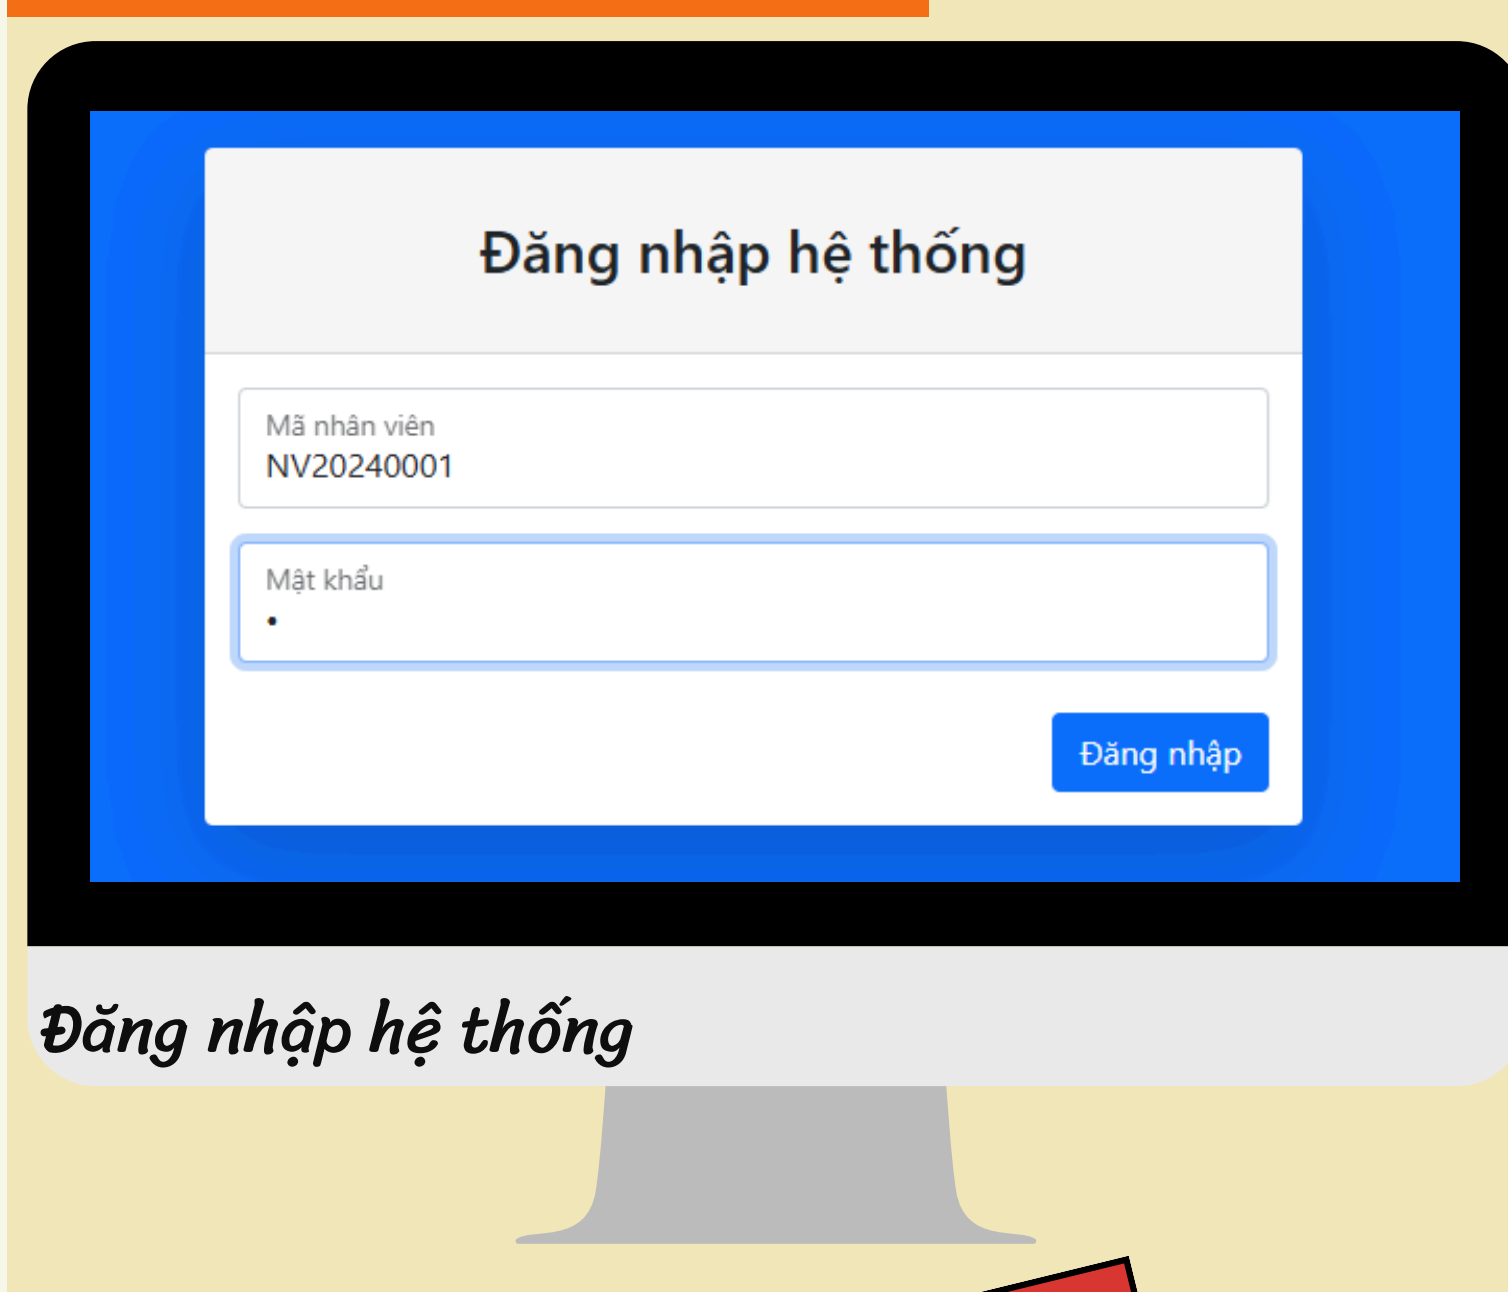 Đăng nhập hệ thống
Mã nhân viên
NV20240001
Mật khẩu
•
Đăng nhập
Đăng nhập hệ thống